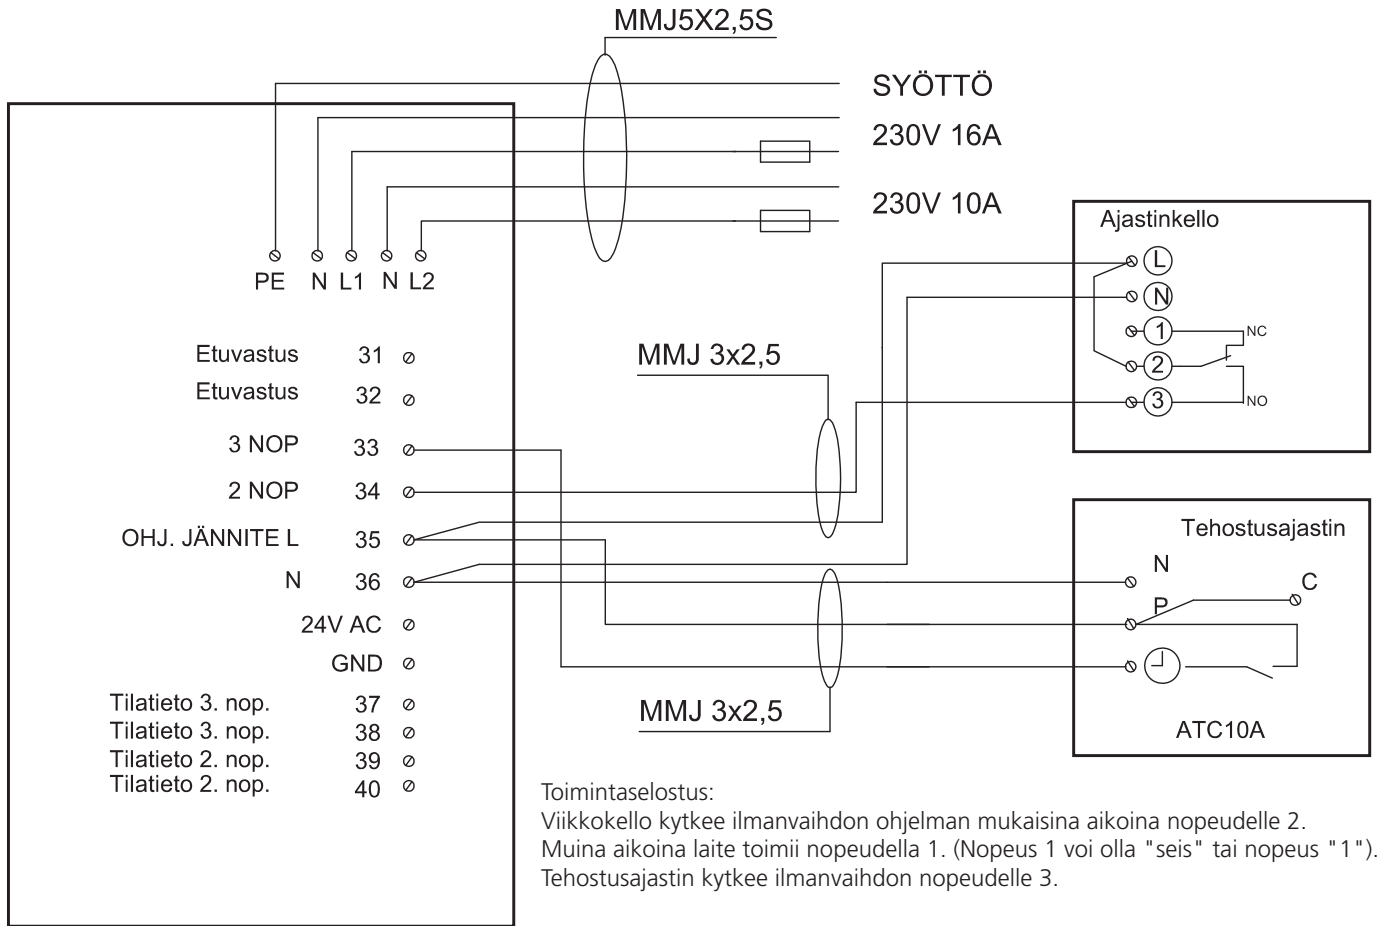 MMJ5X2,5S
SYÖTTÖ
230V 16A
230V 10A
PE N L1 N L2
Etuvastus 31
Etuvastus 32
3 NOP 33
2 NOP 34
OHJ. JÄNNITE L 35
N 36
24V AC
GND
Tilatieto 3. nop. 37
Tilatieto 3. nop. 38
Tilatieto 2. nop. 39
Tilatieto 2. nop. 40
MMJ 3x2,5
MMJ 3x2,5
Ajastinkello
L
N
1 NC
2
3 NO
Tehostusajastin
N
C
P
ATC10A
Toimintaselostus:
Viikkokello kytkee ilmanvaihdon ohjelman mukaisina aikoina nopeudelle 2.
Muina aikoina laite toimii nopeudella 1. (Nopeus 1 voi olla "seis" tai nopeus "1").
Tehostusajastin kytkee ilmanvaihdon nopeudelle 3.